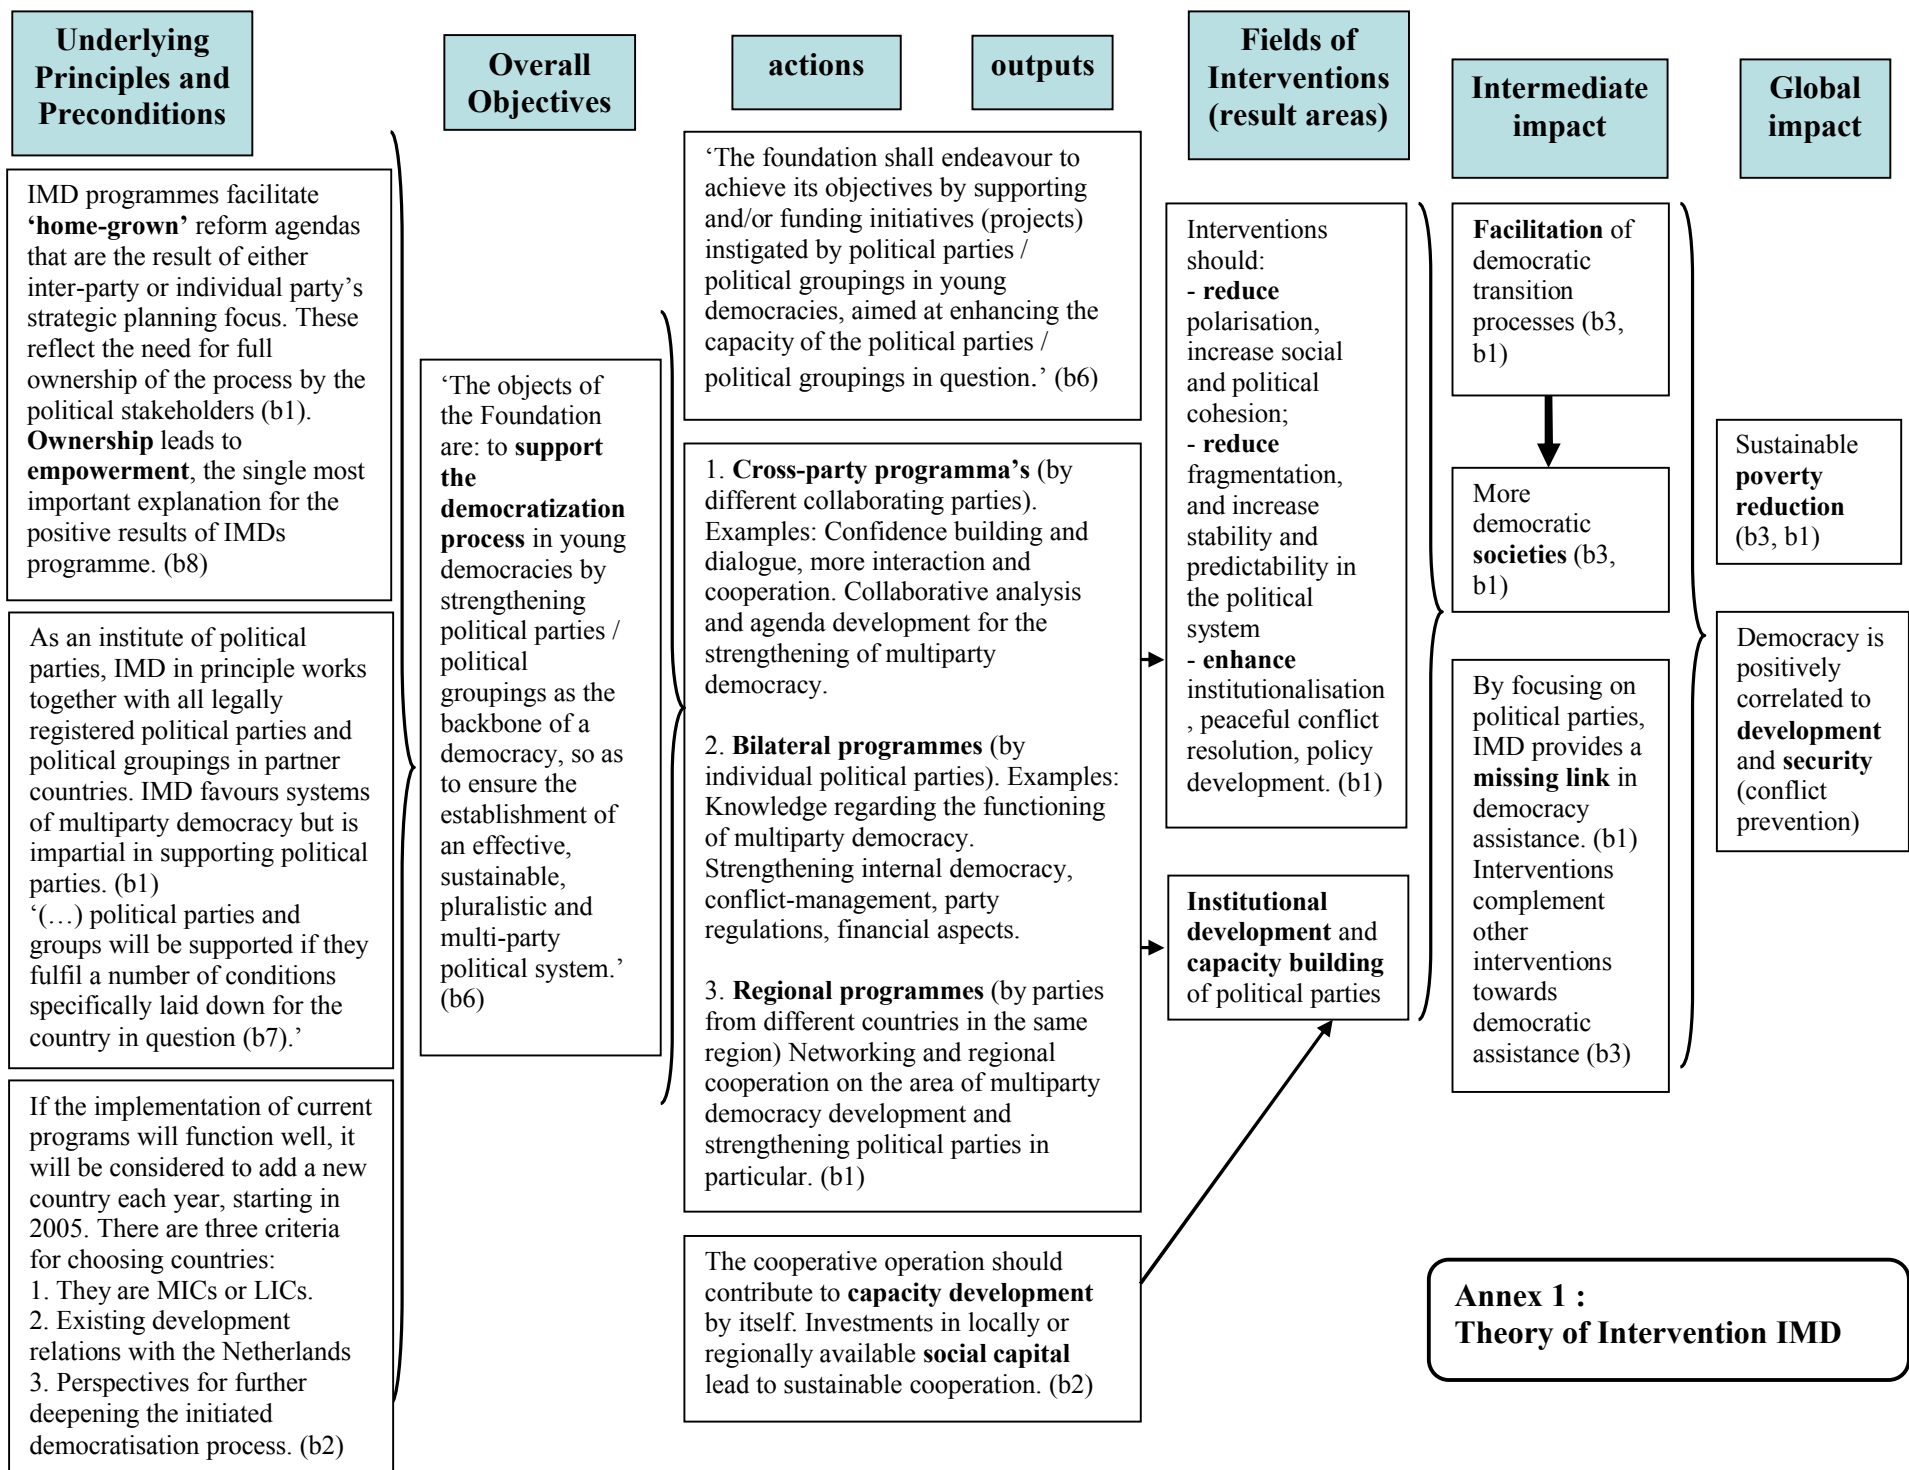 Underlying
Principles and
Preconditions
IMD programmes facilitate
‘home-grown’ reform agendas
that are the result of either
inter-party or individual party’s
strategic planning focus. These
reflect the need for full
ownership of the process by the
political stakeholders (b1).
Ownership leads to
empowerment, the single most
important explanation for the
positive results of IMDs
programme. (b8)
As an institute of political
parties, IMD in principle works
together with all legally
registered political parties and
political groupings in partner
countries. IMD favours systems
of multiparty democracy but is
impartial in supporting political
parties. (b1)
‘(…) political parties and
groups will be supported if they
fulfil a number of conditions
specifically laid down for the
country in question (b7).’
If the implementation of current
programs will function well, it
will be considered to add a new
country each year, starting in
2005. There are three criteria
for choosing countries:
1. They are MICs or LICs.
2. Existing development
relations with the Netherlands
3. Perspectives for further
deepening the initiated
democratisation process. (b2)
Overall
Objectives
‘The objects of
the Foundation
are: to support
the
democratization
process in young
democracies by
strengthening
political parties /
political
groupings as the
backbone of a
democracy, so as
to ensure the
establishment of
an effective,
sustainable,
pluralistic and
multi-party
political system.’
(b6)
actions
outputs
‘The foundation shall endeavour to
achieve its objectives by supporting
and/or funding initiatives (projects)
instigated by political parties /
political groupings in young
democracies, aimed at enhancing the
capacity of the political parties /
political groupings in question.’ (b6)
1. Cross-party programma’s (by
different collaborating parties).
Examples: Confidence building and
dialogue, more interaction and
cooperation. Collaborative analysis
and agenda development for the
strengthening of multiparty
democracy.
2. Bilateral programmes (by
individual political parties). Examples:
Knowledge regarding the functioning
of multiparty democracy.
Strengthening internal democracy,
conflict-management, party
regulations, financial aspects.
3. Regional programmes (by parties
from different countries in the same
region) Networking and regional
cooperation on the area of multiparty
democracy development and
strengthening political parties in
particular. (b1)
The cooperative operation should
contribute to capacity development
by itself. Investments in locally or
regionally available social capital
lead to sustainable cooperation. (b2)
Fields of
Interventions
(result areas)
Interventions
should:
- reduce
polarisation,
increase social
and political
cohesion;
- reduce
fragmentation,
and increase
stability and
predictability in
the political
system
- enhance
institutionalisation
, peaceful conflict
resolution, policy
development. (b1)
Institutional
development and
capacity building
of political parties
Intermediate
impact
Facilitation of
democratic
transition
processes (b3,
b1)
More
democratic
societies (b3,
b1)
By focusing on
political parties,
IMD provides a
missing link in
democracy
assistance. (b1)
Interventions
complement
other
interventions
towards
democratic
assistance (b3)
Global
impact
Sustainable
poverty
reduction
(b3, b1)
Democracy is
positively
correlated to
development
and security
(conflict
prevention)
Annex 1 :
Theory of Intervention IMD